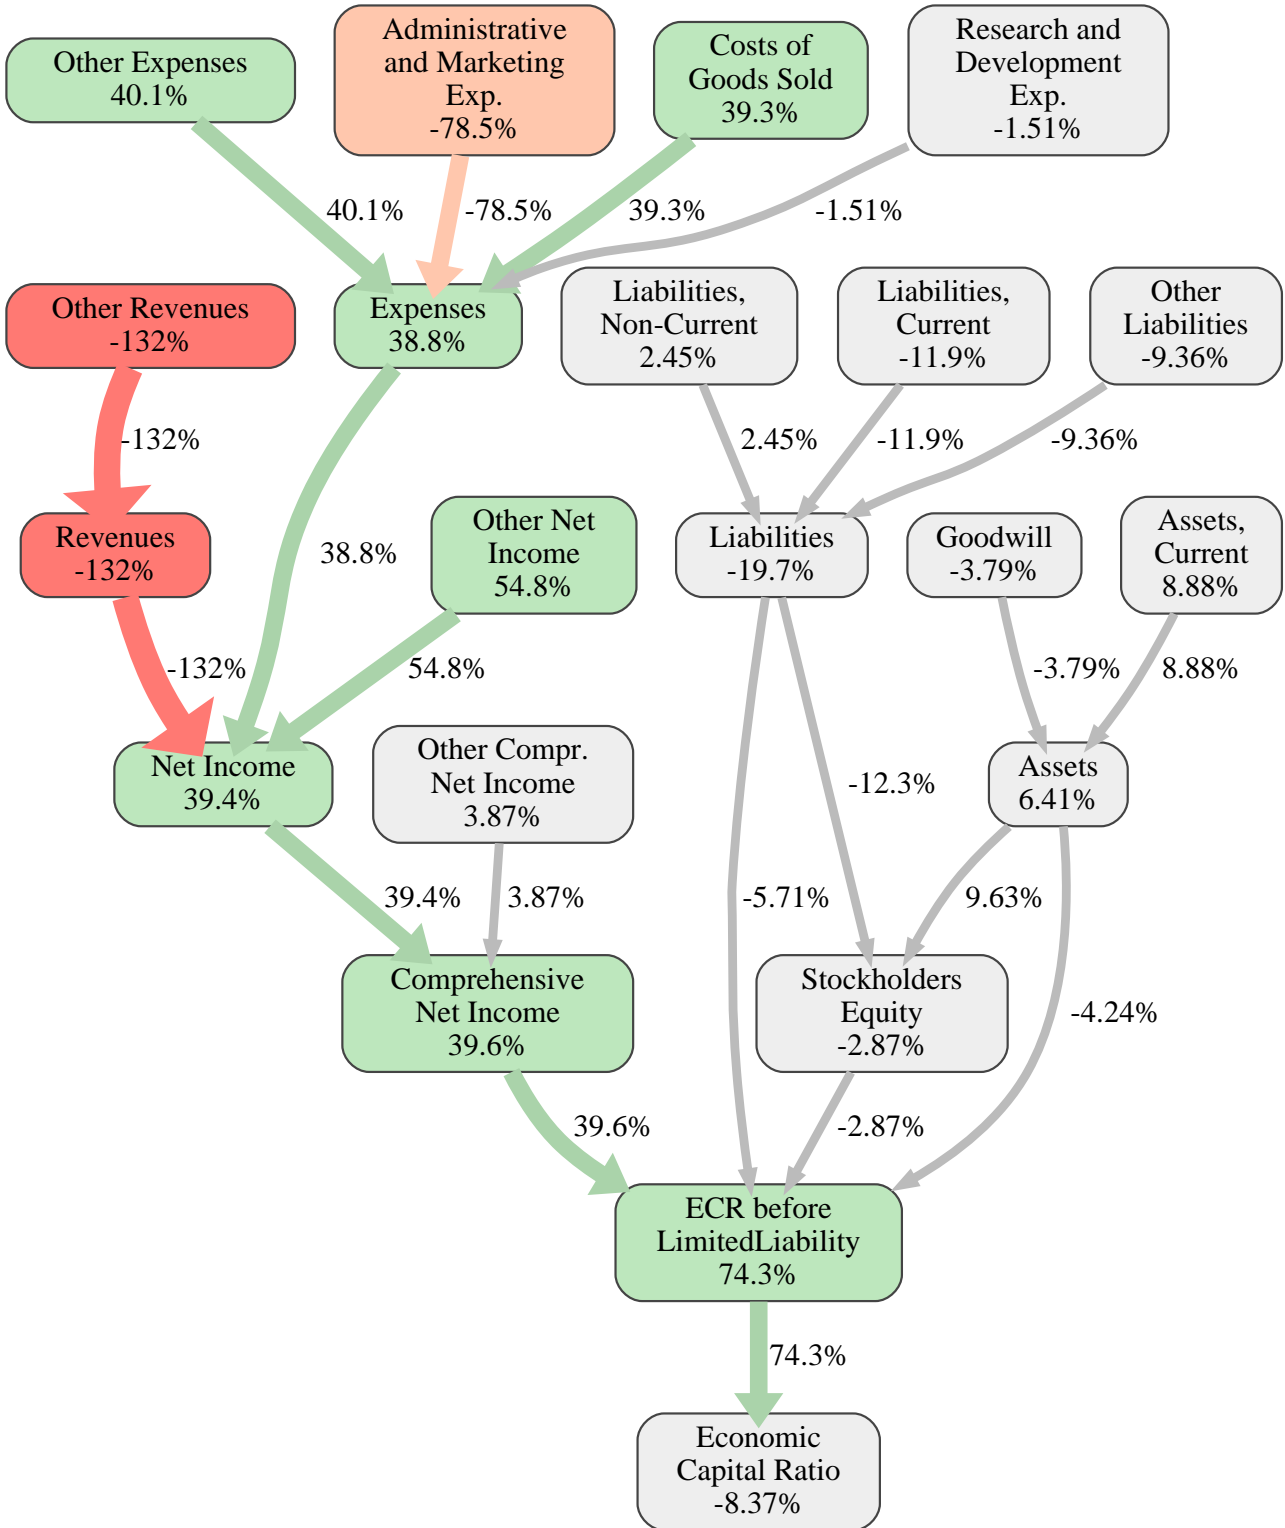 Other Expenses
40.1%
Administrative
and Marketing
Exp.
-78.5%
Costs of
Goods Sold
39.3%
Research and
Development
Exp.
-1.51%
40.1%
-78.5%
39.3%
-1.51%
Other Revenues
-132%
Expenses
38.8%
Liabilities,
Non-Current
2.45%
Liabilities,
Current
-11.9%
Other
Liabilities
-9.36%
-132%
2.45%
-11.9%
-9.36%
Revenues
-132%
38.8%
Other Net
Income
54.8%
Liabilities
-19.7%
Goodwill
-3.79%
Assets,
Current
8.88%
-132%
54.8%
-3.79%
8.88%
Net Income
39.4%
Other Compr.
Net Income
3.87%
-12.3%
Assets
6.41%
39.4%
3.87%
-5.71%
9.63%
Comprehensive
Net Income
39.6%
Stockholders
Equity
-2.87%
-4.24%
39.6%
-2.87%
ECR before
LimitedLiability
74.3%
74.3%
Economic
Capital Ratio
-8.37%